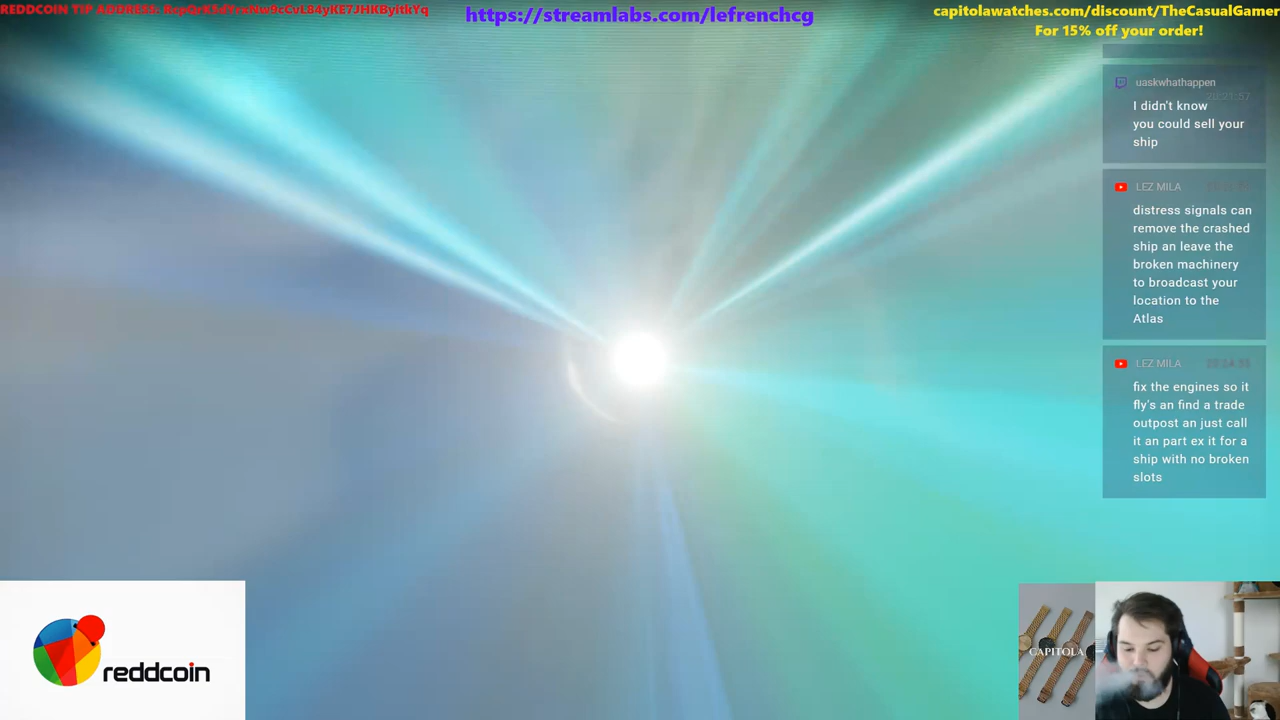 REDDCOIN TIP ADDRESS:
https://streamlabs.com/lefrenchcg
capitolawatches.com/discount/TheCasualGamer
For 15% off your order!
uaskwhathappen
I didn't know
you could sell your
ship
LEZ MILA
distress signals can
remove the crashed
ship an leave the
broken machinery
to broadcast your
location to the
Atlas
LEZ MILA
fix the engines so it
fly's an find a trade
outpost an just call
it an part ex it for a
ship with no broken
slots
reddcoin
CAPITOLA